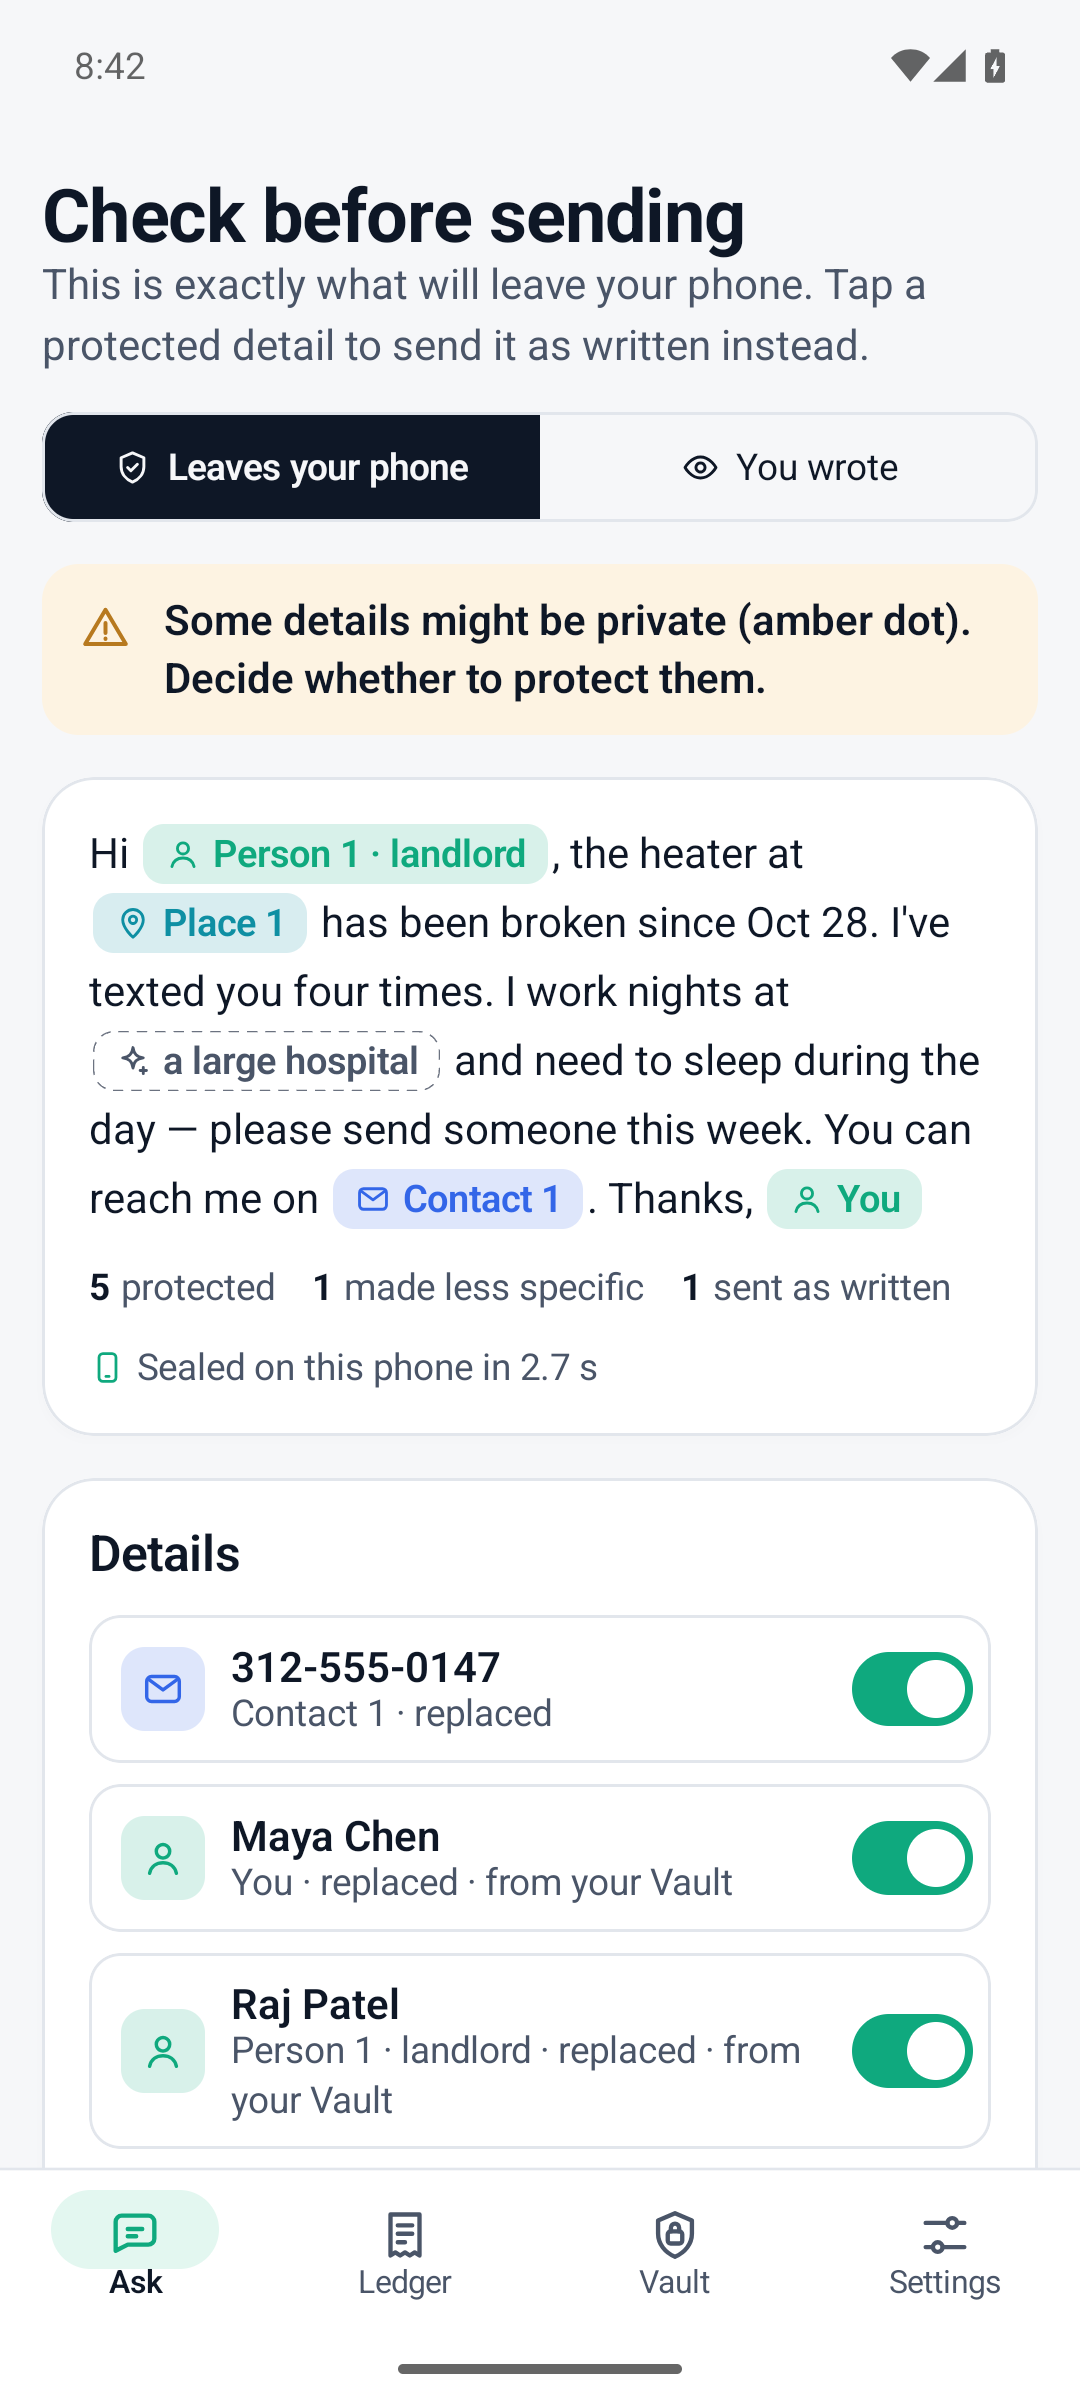 8:42
Check before sending
This is exactly what will leave your phone. Tap a
protected detail to send it as written instead.
Leaves your phone
You wrote
Some details might be private (amber dot).
Decide whether to protect them.
Hi Person 1 · landlord, the heater at
Place 1 has been broken since Oct 28. I've
texted you four times. I work nights at
a large hospital and need to sleep during the
day — please send someone this week. You can
reach me on Contact 1. Thanks, You
5 protected 1 made less specific 1 sent as written
Sealed on this phone in 2.7 s
Details
312-555-0147
Contact 1 · replaced
Maya Chen
You · replaced · from your Vault
Raj Patel
Person 1 · landlord · replaced · from
your Vault
Ask
Ledger
Vault
Settings